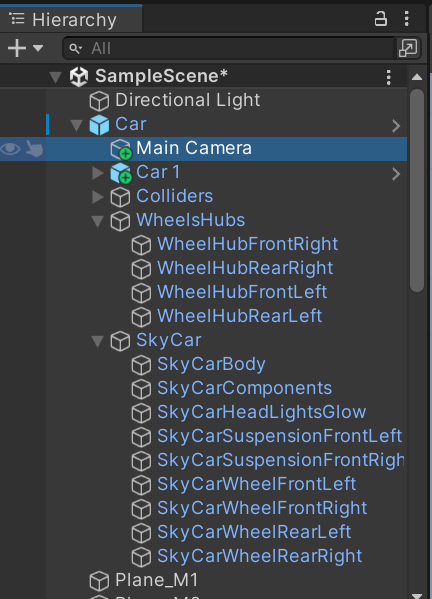 Hierarchy
All
SampleScene*
Directional Light
Car
Main Camera
Car 1
Colliders
WheelsHubs
WheelHubFrontRight
WheelHubRearRight
WheelHubFrontLeft
WheelHubRearLeft
SkyCar
SkyCarBody
SkyCarComponents
SkyCarHeadLightsGlow
SkyCarSuspensionFrontLeft
SkyCarSuspensionFrontRigh
SkyCarWheelFrontLeft
SkyCarWheelFrontRight
SkyCarWheelRearLeft
SkyCarWheelRearRight
Plane_M1